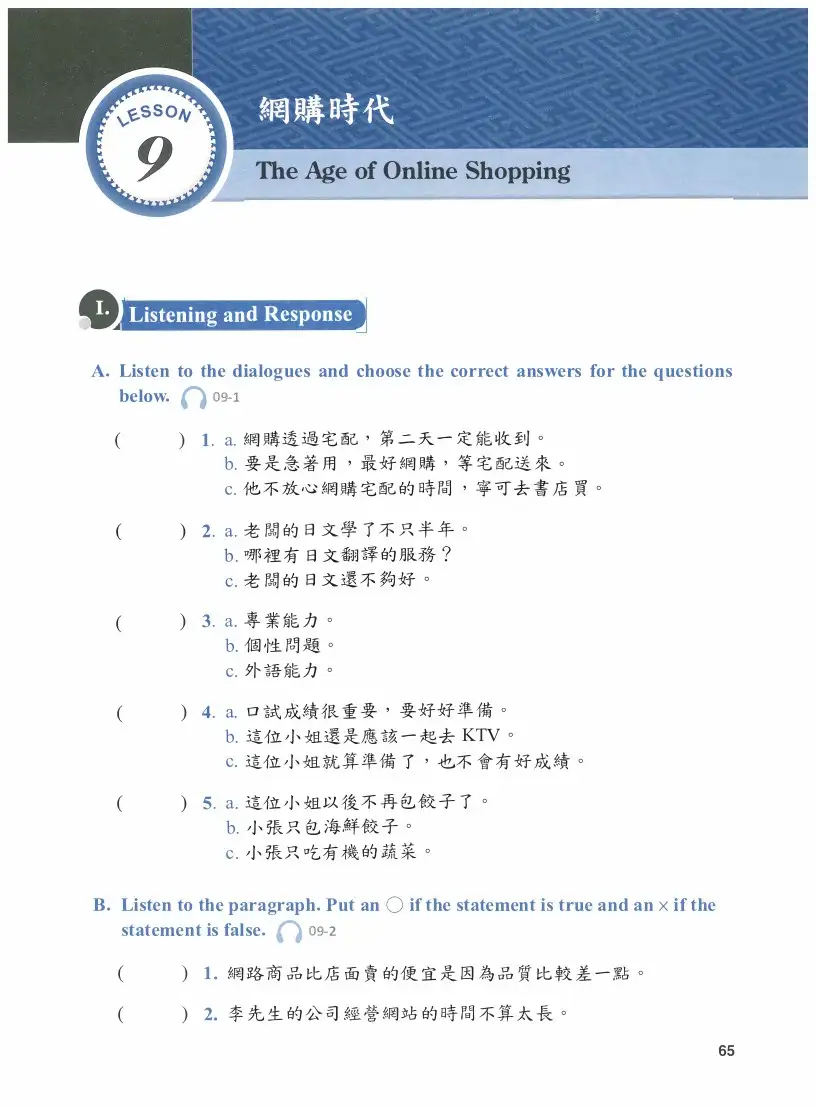 LESSON
9
網購時代
The Age of Online Shopping
I. Listening and Response
A. Listen to the dialogues and choose the correct answers for the questions
below. 09-1
( ) 1. a. 網購透過宅配，第二天一定能收到。
b. 要是急著用，最好網購，等宅配送來。
c. 他不放心網購宅配的時間，寧可去書店買。
( ) 2. a. 老闆的日文學了不只半年。
b. 哪裡有日文翻譯的服務？
c. 老闆的日文還不夠好。
( ) 3. a. 專業能力。
b. 個性問題。
c. 外語能力。
( ) 4. a. 口試成績很重要，要好好準備。
b. 這位小姐還是應該一起去 KTV。
c. 這位小姐就算準備了，也不會有好成績。
( ) 5. a. 這位小姐以後不再包餃子了。
b. 小張只包海鮮餃子。
c. 小張只吃有機的蔬菜。
B. Listen to the paragraph. Put an ○ if the statement is true and an × if the
statement is false. 09-2
( ) 1. 網路商品比店面賣的便宜是因為品質比較差一點。
( ) 2. 李先生的公司經營網站的時間不算太長。
65